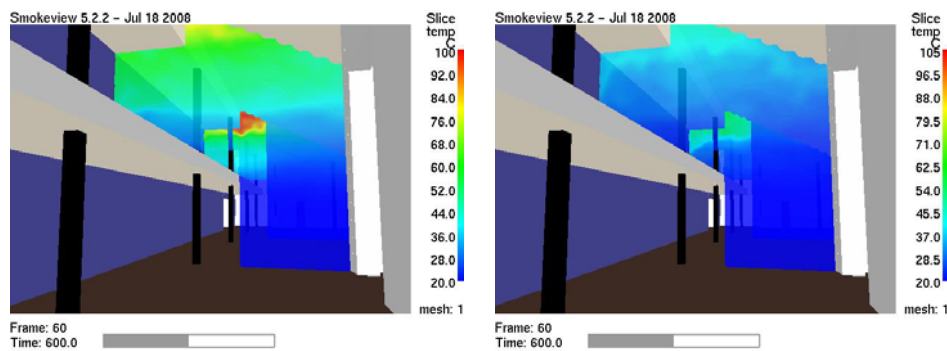 Smokeview 5.2.2 – Jul 18 2008
Slice
temp
C
100
92.0
84.0
76.0
68.0
60.0
52.0
44.0
36.0
28.0
20.0
mesh: 1
Frame: 60
Time: 600.0
Smokeview 5.2.2 – Jul 18 2008
Slice
temp
C
105
96.5
88.0
79.5
71.0
62.5
54.0
45.5
37.0
28.5
20.0
mesh: 1
Frame: 60
Time: 600.0